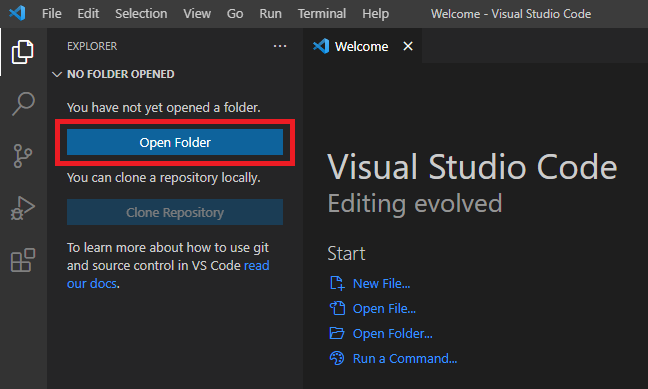 File Edit Selection View Go Run Terminal Help Welcome - Visual Studio Code
EXPLORER ···
NO FOLDER OPENED
You have not yet opened a folder.
Open Folder
You can clone a repository locally.
Clone Repository
To learn more about how to use git
and source control in VS Code read
our docs.
Welcome
Visual Studio Code
Editing evolved
Start
New File...
Open File...
Open Folder...
Run a Command...